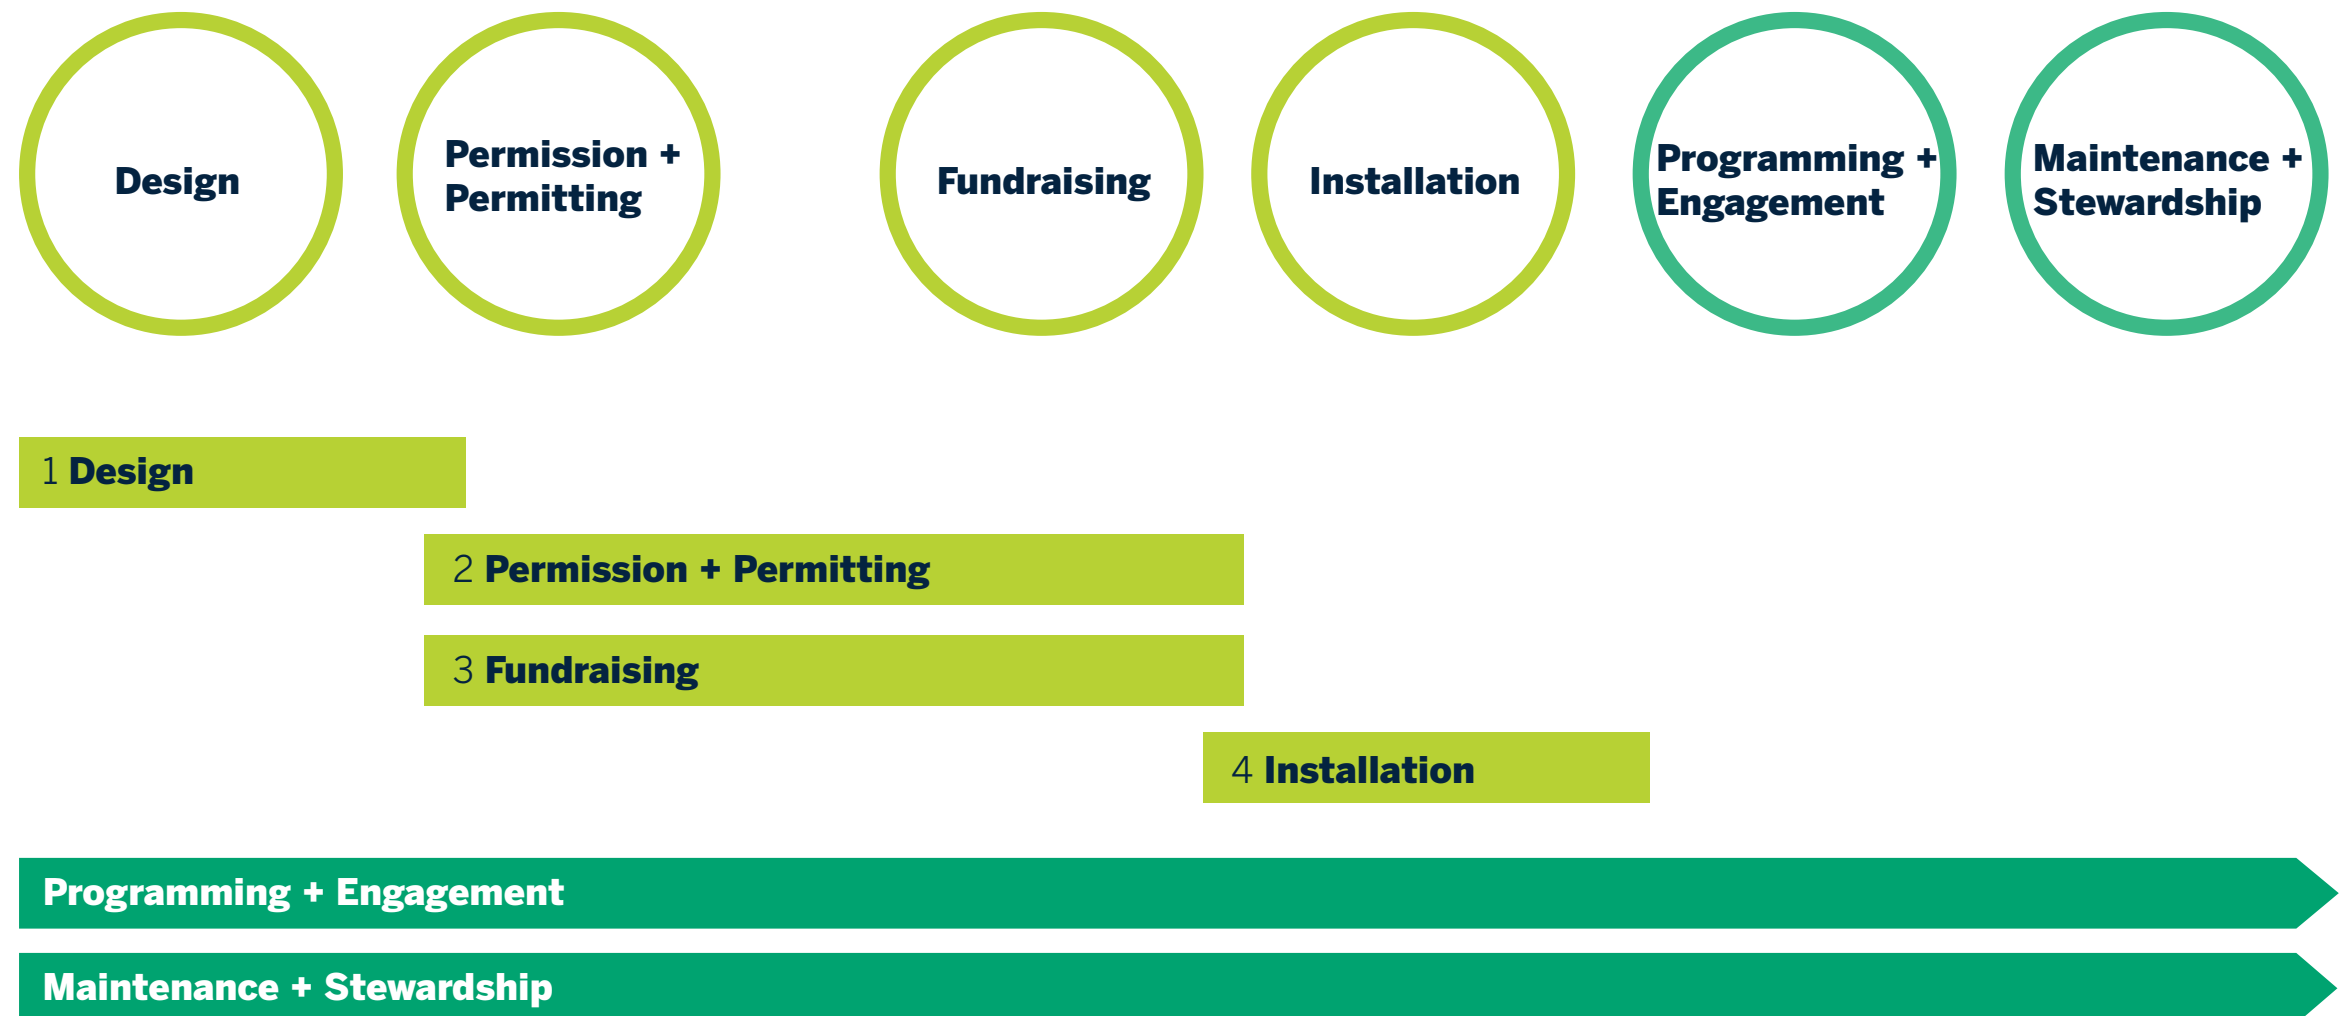 Design
Permission +
Permitting
Fundraising
Installation
Programming +
Engagement
Maintenance +
Stewardship
1 Design
2 Permission + Permitting
3 Fundraising
4 Installation
Programming + Engagement
Maintenance + Stewardship